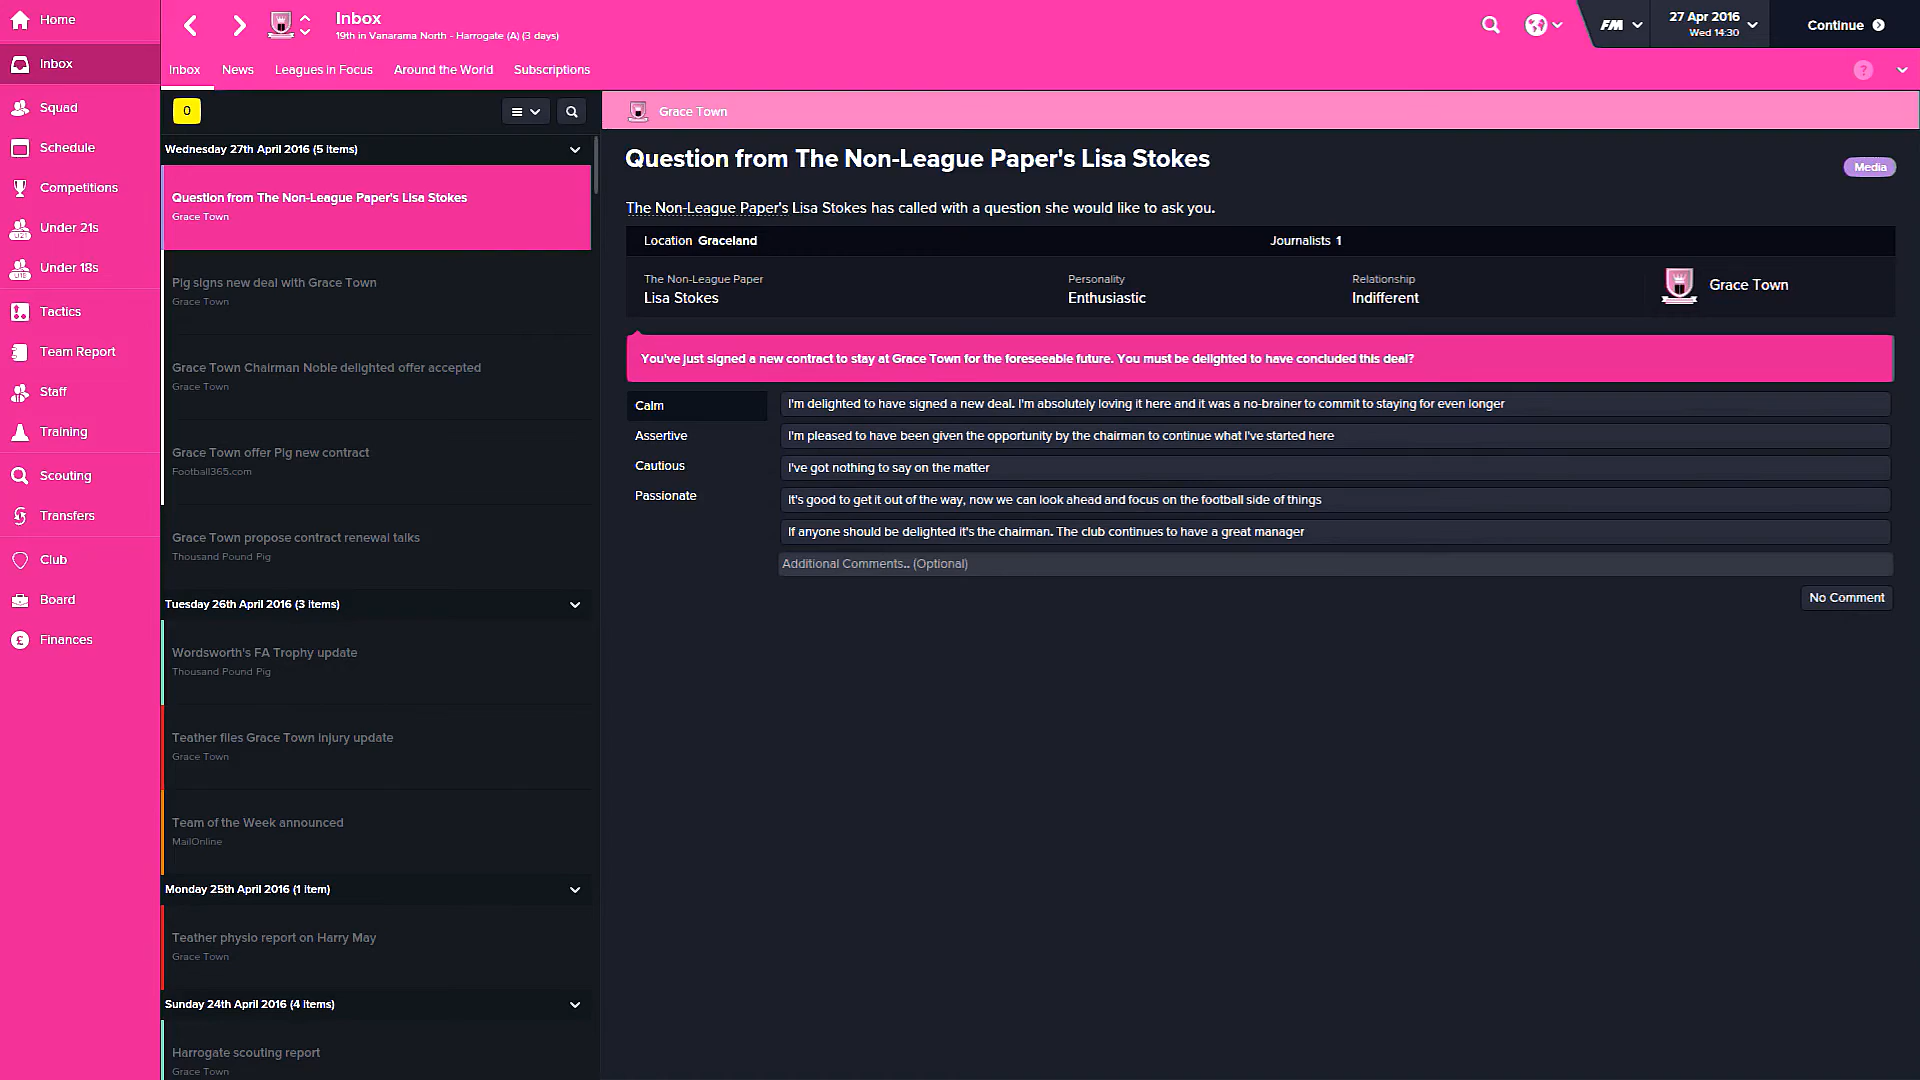 Home
Inbox
Squad
Schedule
Competitions
Under 21s
Under 18s
Tactics
Team Report
Staff
Training
Scouting
Transfers
Club
Board
Finances
Inbox
19th in Vanarama North - Harrogate (A) (3 days)
FM
27 Apr 2016
Wed 14:30
Continue
Inbox
News
Leagues in Focus
Around the World
Subscriptions
?
0
Wednesday 27th April 2016 (5 Items)
Question from The Non-League Paper's Lisa Stokes
Grace Town
Pig signs new deal with Grace Town
Grace Town
Grace Town Chairman Noble delighted offer accepted
Grace Town
Grace Town offer Pig new contract
Football365.com
Grace Town propose contract renewal talks
Thousand Pound Pig
Tuesday 26th April 2016 (3 Items)
Wordsworth's FA Trophy update
Thousand Pound Pig
Teather files Grace Town injury update
Grace Town
Team of the Week announced
MailOnline
Monday 25th April 2016 (1 Item)
Teather physio report on Harry May
Grace Town
Sunday 24th April 2016 (4 Items)
Harrogate scouting report
Grace Town
Grace Town
Question from The Non-League Paper's Lisa Stokes
Media
The Non-League Paper's Lisa Stokes has called with a question she would like to ask you.
Location Graceland
Journalists 1
The Non-League Paper
Lisa Stokes
Personality
Enthusiastic
Relationship
Indifferent
Grace Town
You've just signed a new contract to stay at Grace Town for the foreseeable future. You must be delighted to have concluded this deal?
Calm
Assertive
Cautious
Passionate
I'm delighted to have signed a new deal. I'm absolutely loving it here and it was a no-brainer to commit to staying for even longer
I'm pleased to have been given the opportunity by the chairman to continue what I've started here
I've got nothing to say on the matter
It's good to get it out of the way, now we can look ahead and focus on the football side of things
If anyone should be delighted it's the chairman. The club continues to have a great manager
Additional Comments.. (Optional)
No Comment